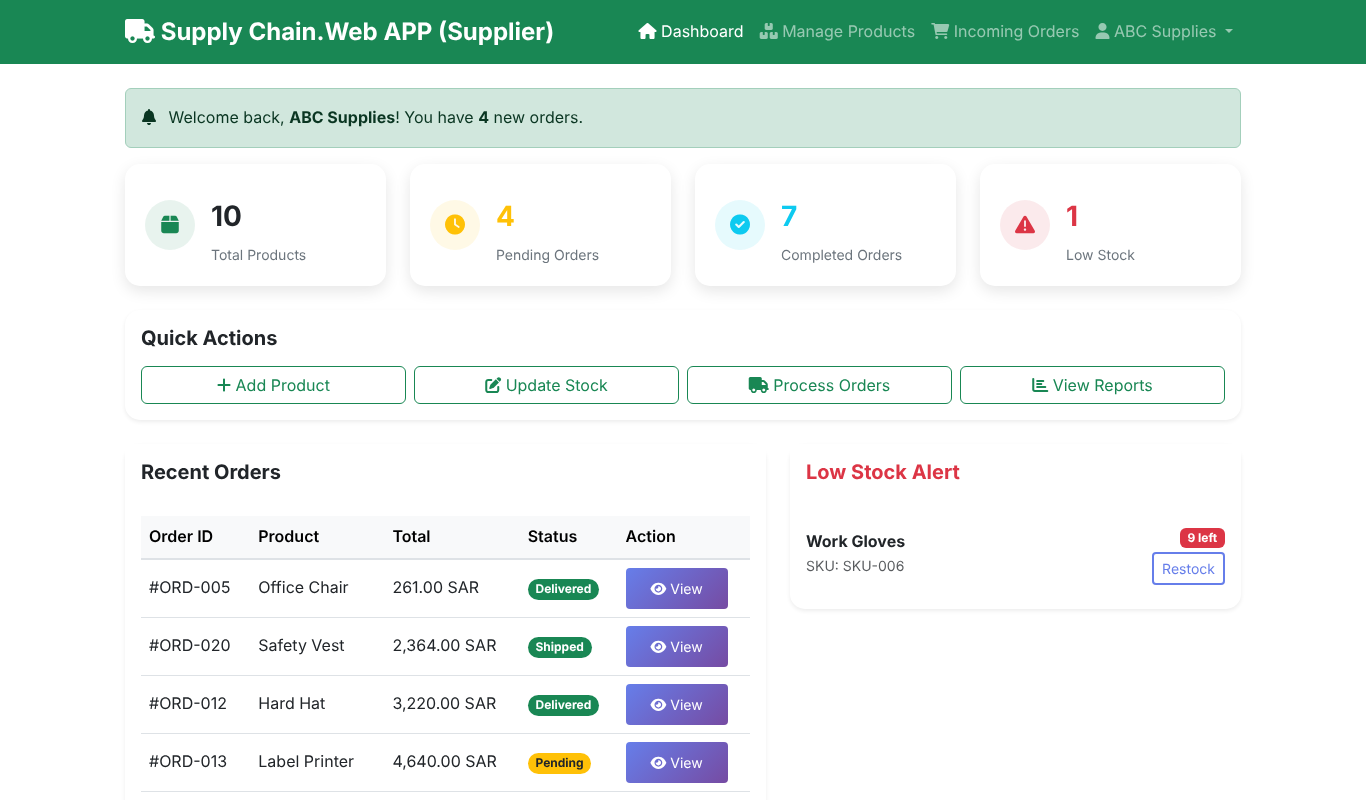 Supply Chain.Web APP (Supplier) Dashboard Manage Products Incoming Orders ABC Supplies
Welcome back, ABC Supplies! You have 4 new orders.
10
Total Products
4
Pending Orders
7
Completed Orders
1
Low Stock
Quick Actions
Add Product Update Stock Process Orders View Reports
Recent Orders
Order ID Product Total Status Action
#ORD-005 Office Chair 261.00 SAR Delivered View
#ORD-020 Safety Vest 2,364.00 SAR Shipped View
#ORD-012 Hard Hat 3,220.00 SAR Delivered View
#ORD-013 Label Printer 4,640.00 SAR Pending View
Low Stock Alert
Work Gloves 9 left
SKU: SKU-006 Restock